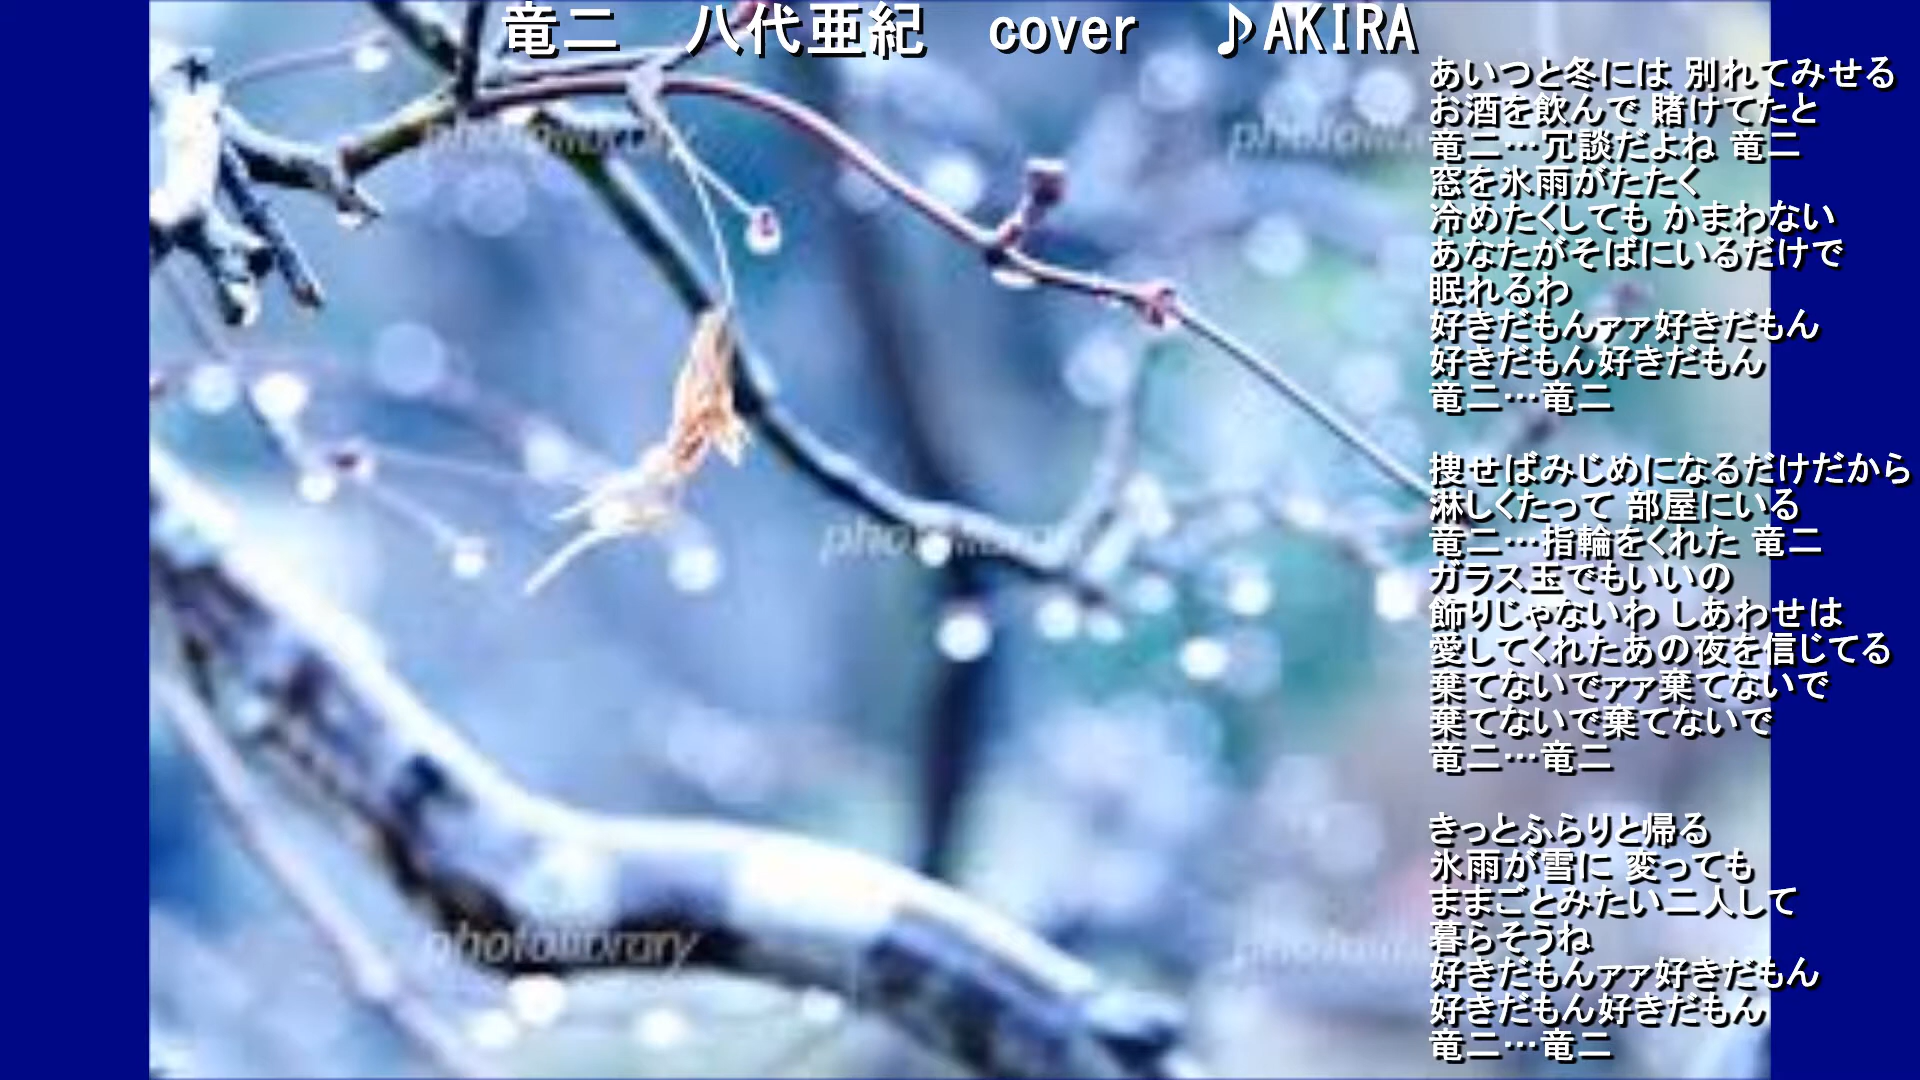 竜二　八代亜紀　cover　♪AKIRA
あいつと冬には 別れてみせる
お酒を飲んで 賭けてたと
竜二…冗談だよね 竜二
窓を氷雨がたたく
冷めたくしても かまわない
あなたがそばにいるだけで
眠れるわ
好きだもんァァ好きだもん
好きだもん好きだもん
竜二…竜二
捜せばみじめになるだけだから
淋しくたって 部屋にいる
竜二…指輪をくれた 竜二
ガラス玉でもいいの
飾りじゃないわ しあわせは
愛してくれたあの夜を信じてる
棄てないでァァ棄てないで
棄てないで棄てないで
竜二…竜二
きっとふらりと帰る
氷雨が雪に 変っても
ままごとみたい二人して
暮らそうね
好きだもんァァ好きだもん
好きだもん好きだもん
竜二…竜二
photolibrary
photolibrary
photolibrary